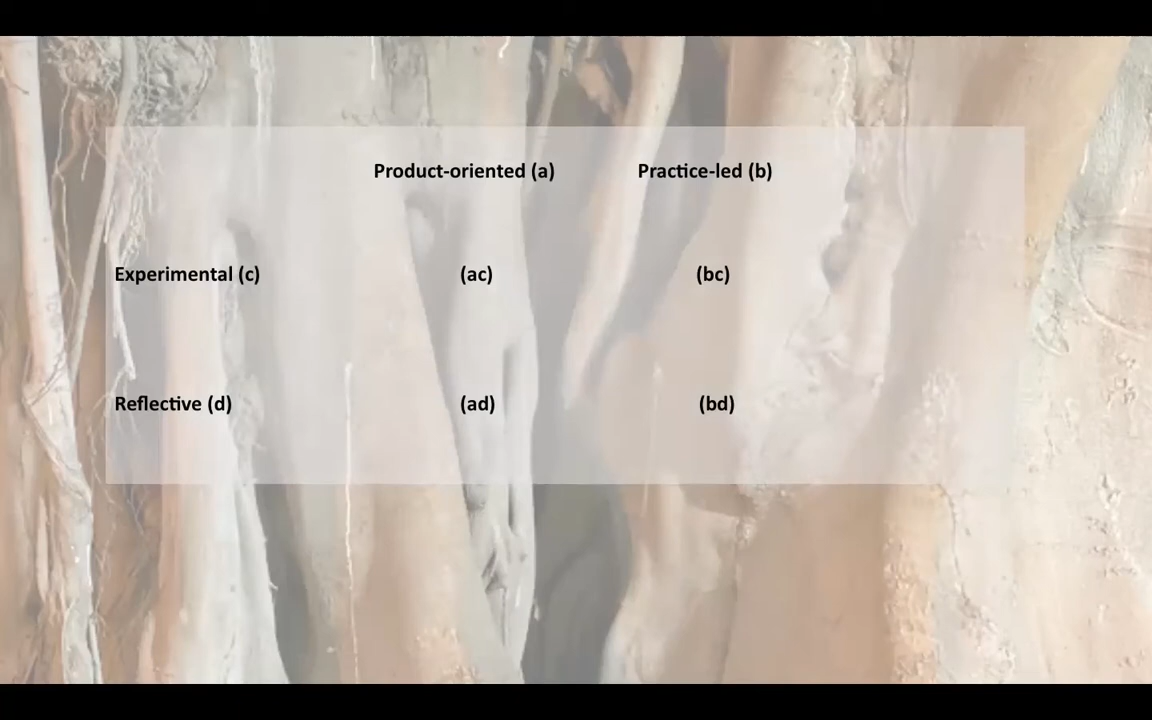 Product-oriented (a) Practice-led (b)
Experimental (c) (ac) (bc)
Reflective (d) (ad) (bd)